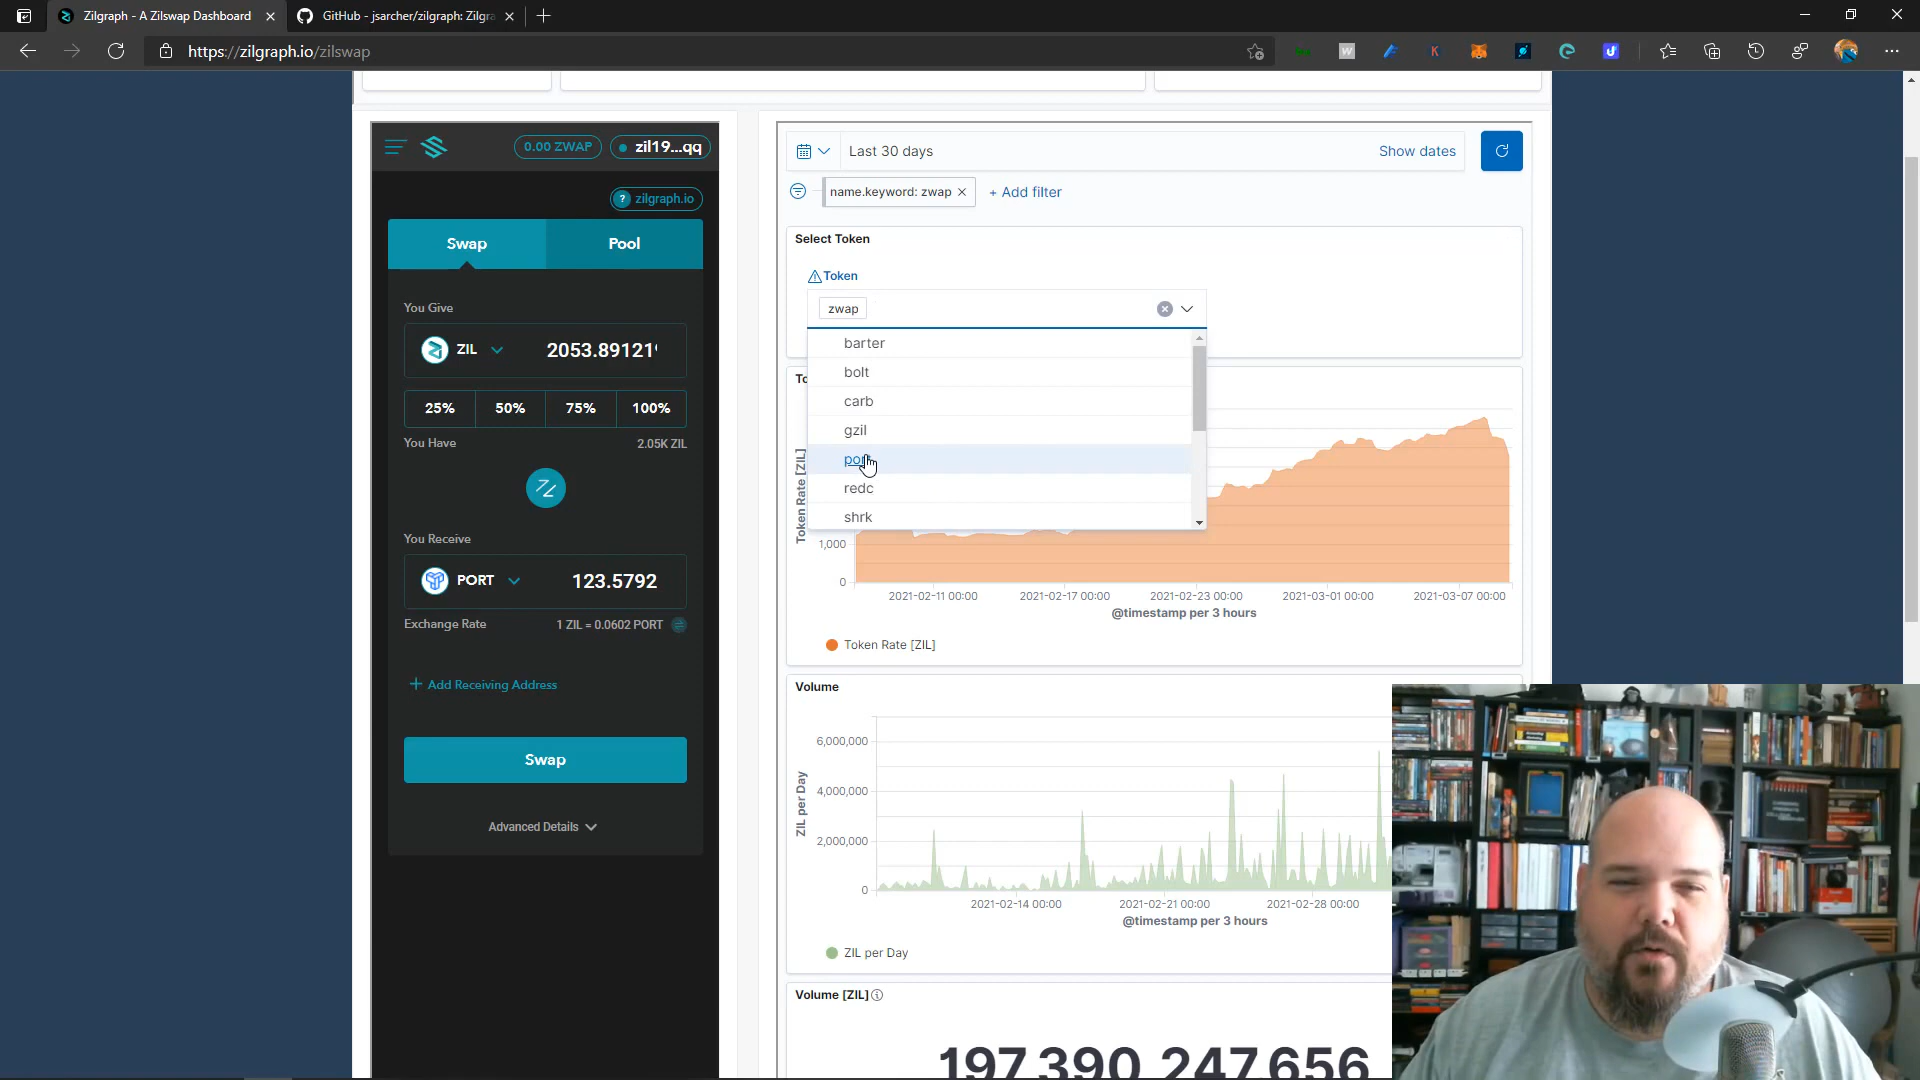 Zilgraph - A Zilswap Dashboard
GitHub - jsarcher/zilgraph: Zilgra
https://zilgraph.io/zilswap
0.00 ZWAP
zil19...qq
? zilgraph.io
Swap
Pool
You Give
ZIL
2053.89121
25%
50%
75%
100%
You Have
2.05K ZIL
You Receive
PORT
123.5792
Exchange Rate
1 ZIL = 0.0602 PORT
+ Add Receiving Address
Swap
Advanced Details
Last 30 days
Show dates
name.keyword: zwap ×
+ Add filter
Select Token
Token
zwap
barter
bolt
carb
gzil
port
redc
shrk
Token Rate [ZIL]
1,000
0
2021-02-11 00:00
2021-02-17 00:00
2021-02-23 00:00
2021-03-01 00:00
2021-03-07 00:00
@timestamp per 3 hours
Token Rate [ZIL]
Volume
ZIL per Day
6,000,000
4,000,000
2,000,000
0
2021-02-14 00:00
2021-02-21 00:00
2021-02-28 00:00
@timestamp per 3 hours
ZIL per Day
Volume [ZIL]
197,390,247.656